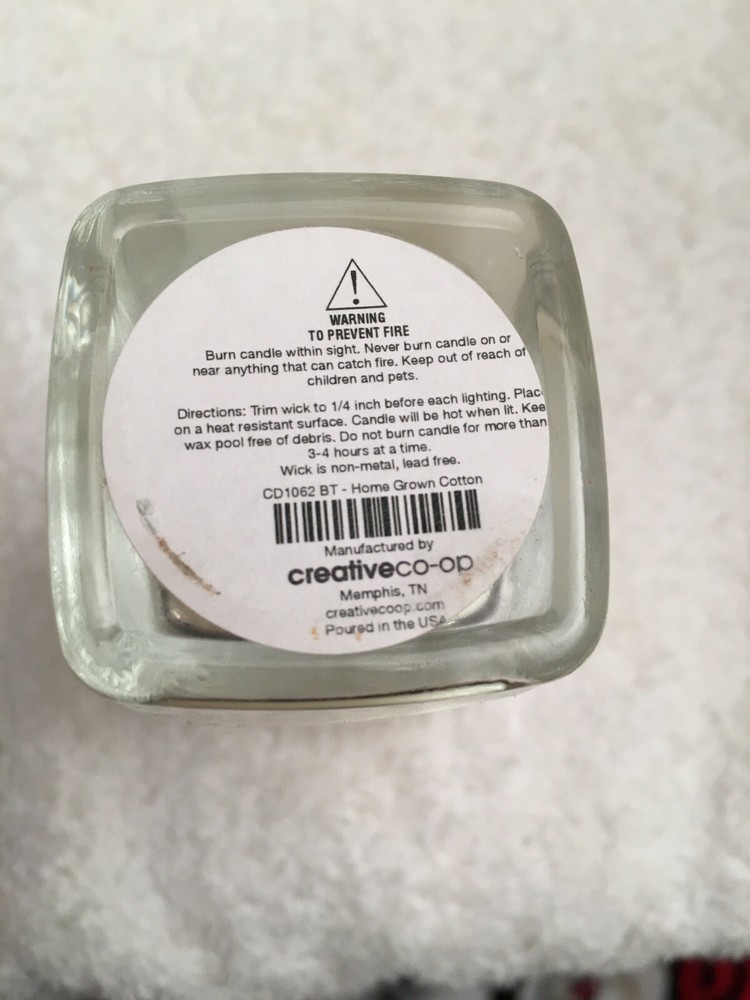 WARNING
TO PREVENT FIRE
Burn candle within sight. Never burn candle on or
near anything that can catch fire. Keep out of reach of
children and pets.
Directions: Trim wick to 1/4 inch before each lighting. Plac
on a heat resistant surface. Candle will be hot when lit. Kee
wax pool free of debris. Do not burn candle for more than
3-4 hours at a time.
Wick is non-metal, lead free.
CD1062 BT - Home Grown Cotton
Manufactured by
creativeco-op
Memphis, TN
creativecoop.com
Poured in the USA